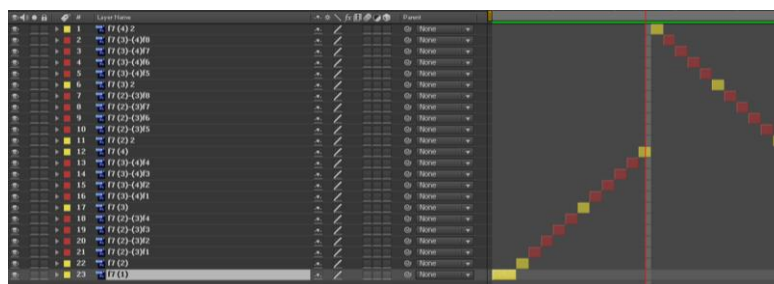 # Layer Name Parent
1 f7 (4) 2 None
2 f7 (3)-(4)f8 None
3 f7 (3)-(4)f7 None
4 f7 (3)-(4)f6 None
5 f7 (3)-(4)f5 None
6 f7 (3) 2 None
7 f7 (2)-(3)f8 None
8 f7 (2)-(3)f7 None
9 f7 (2)-(3)f6 None
10 f7 (2)-(3)f5 None
11 f7 (2) 2 None
12 f7 (4) None
13 f7 (3)-(4)f4 None
14 f7 (3)-(4)f3 None
15 f7 (3)-(4)f2 None
16 f7 (3)-(4)f1 None
17 f7 (3) None
18 f7 (2)-(3)f4 None
19 f7 (2)-(3)f3 None
20 f7 (2)-(3)f2 None
21 f7 (2)-(3)f1 None
22 f7 (2) None
23 f7 (1) None